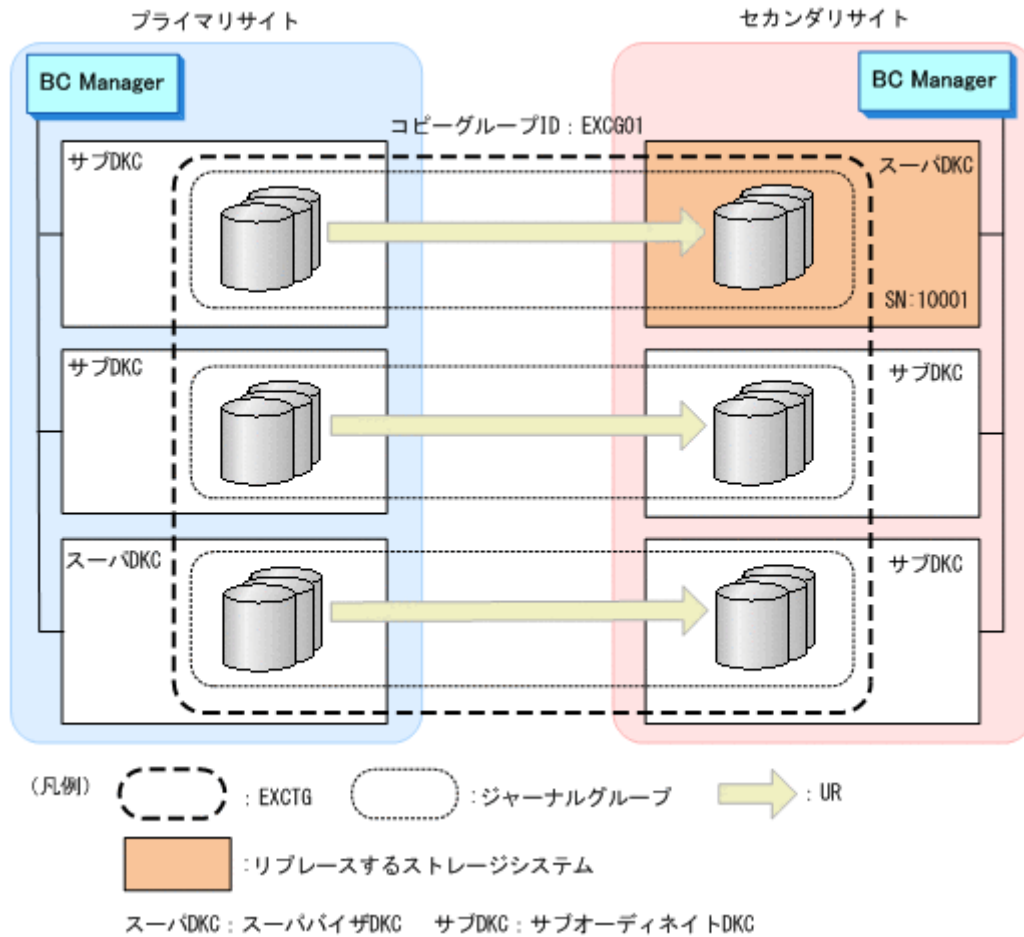 プライマリサイト
セカンダリサイト
BC Manager
BC Manager
コピーグループID：EXCG01
サブDKC
スーパDKC
SN:10001
サブDKC
サブDKC
スーパDKC
サブDKC
(凡例)
：EXCTG
：ジャーナルグループ
：UR
：リプレースするストレージシステム
スーパDKC：スーパバイザDKC　サブDKC：サブオーディネイトDKC